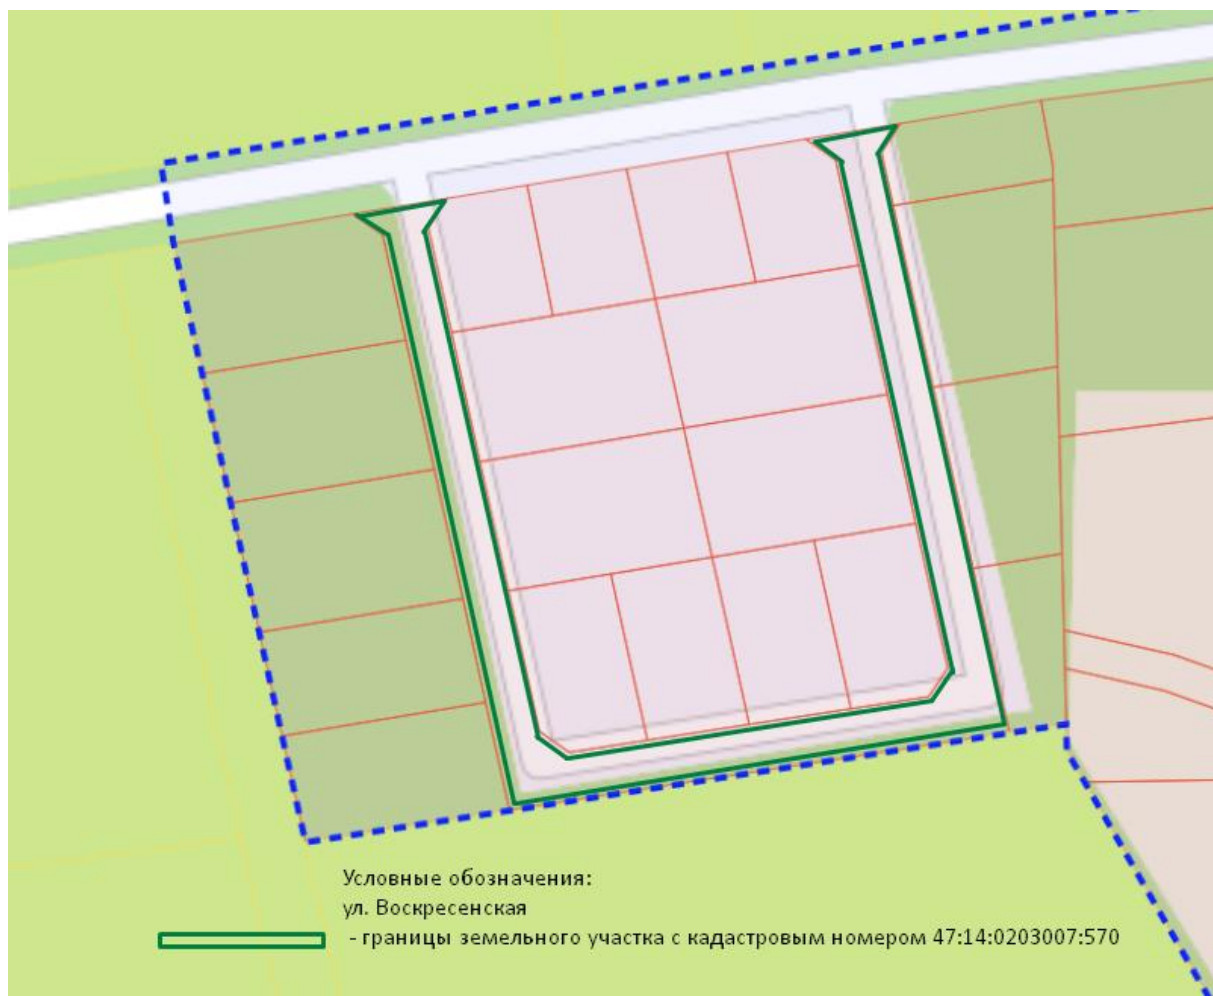 Условные обозначения:
ул. Воскресенская
- границы земельного участка с кадастровым номером 47:14:0203007:570